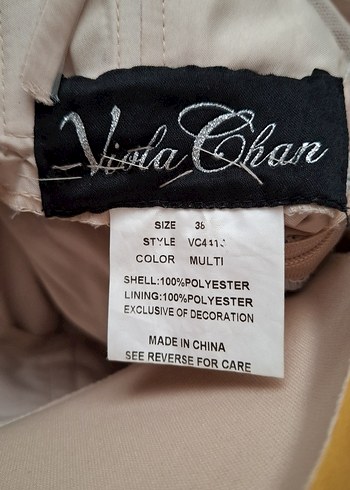 Viola Chan
SIZE 38
STYLE
COLOR MULTI
SHELL:100%POLYESTER
LINING:100%POLYESTER
EXCLUSIVE OF DECORATION
MADE IN CHINA
SEE REVERSE FOR CARE